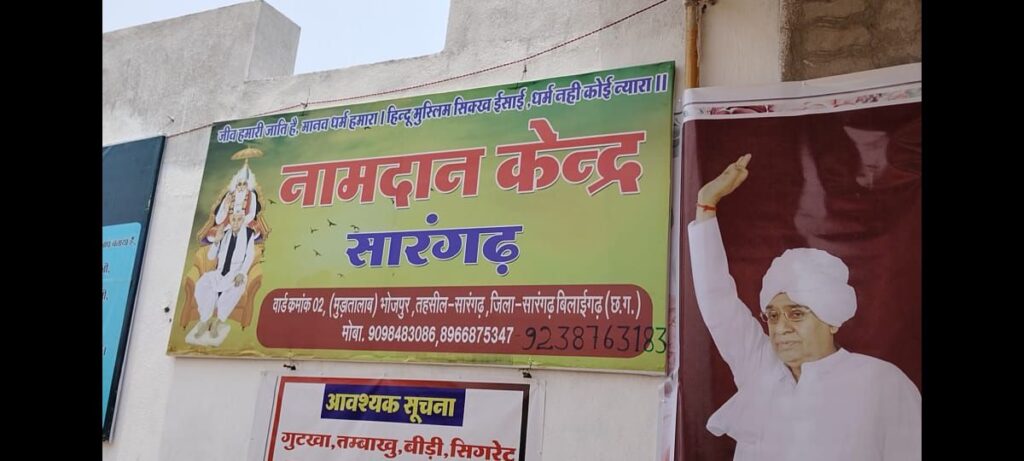 जीव हमारी जाति है, मानव धर्म हमारा । हिन्दू मुस्लिम सिक्ख ईसाई ,धर्म नही कोई न्यारा ॥
नामदान केन्द्र
सारंगढ़
वार्ड कमांक 02, (मुड़ातालाब) भोजपुर, तहसील-सारंगढ़, जिला-सारंगढ़ बिलाईगढ़ (छ.ग.)
मोबा. 9098483086, 8966875347 - 9238763183
आवश्यक सूचना
गुटखा, तम्बाखु, बीड़ी, सिगरेट